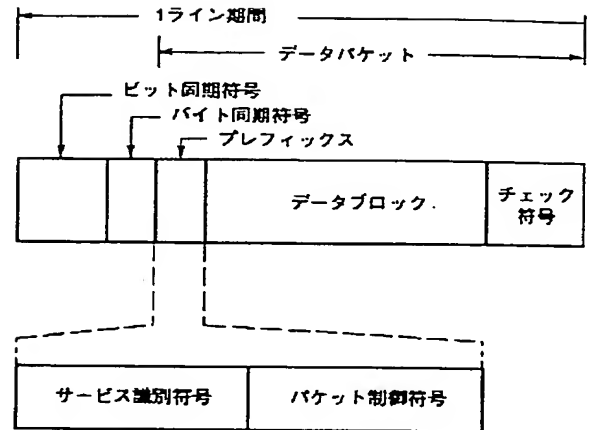 1ライン期間
データパケット
ビット同期符号
バイト同期符号
プレフィックス
データブロック.
チェック
符号
サービス識別符号
パケット制御符号